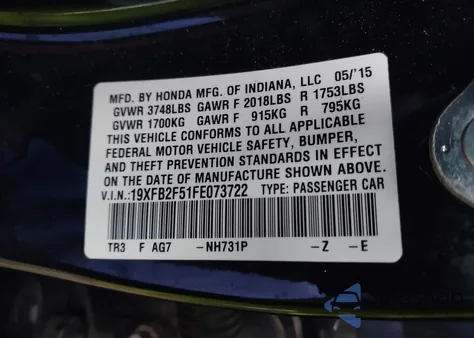 MFD. BY HONDA MFG. OF INDIANA, LLC 05/'15
GVWR 3748LBS GAWR F 2018LBS R 1753LBS
GVWR 1700KG GAWR F 915KG R 795KG
THIS VEHICLE CONFORMS TO ALL APPLICABLE
FEDERAL MOTOR VEHICLE SAFETY, BUMPER,
AND THEFT PREVENTION STANDARDS IN EFFECT
ON THE DATE OF MANUFACTURE SHOWN ABOVE.
V.I.N.: 19XFB2F51FE073722 TYPE: PASSENGER CAR
TR3 F AG7 -NH731P -Z -E